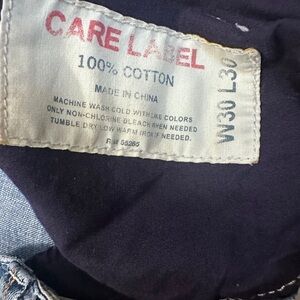 CARE LABEL
100% COTTON
MADE IN CHINA
MACHINE WASH COLD WITH LIKE COLORS
ONLY NON-CHLORINE BLEACH WHEN NEEDED
TUMBLE DRY LOW WARM IRON IF NEEDED.
W30 L30